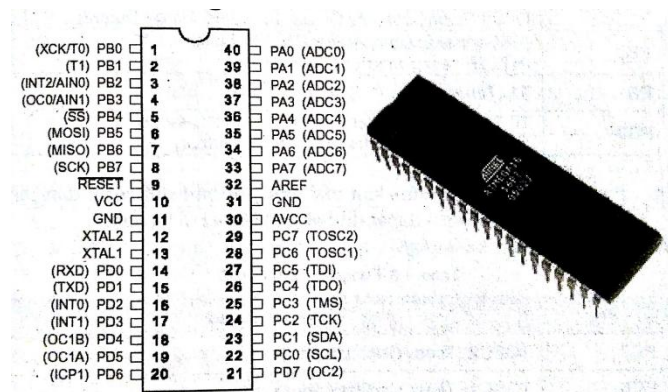 (XCK/T0) PB0 1 40 PA0 (ADC0)
(T1) PB1 2 39 PA1 (ADC1)
(INT2/AIN0) PB2 3 38 PA2 (ADC2)
(OC0/AIN1) PB3 4 37 PA3 (ADC3)
(SS) PB4 5 36 PA4 (ADC4)
(MOSI) PB5 6 35 PA5 (ADC5)
(MISO) PB6 7 34 PA6 (ADC6)
(SCK) PB7 8 33 PA7 (ADC7)
RESET 9 32 AREF
VCC 10 31 GND
GND 11 30 AVCC
XTAL2 12 29 PC7 (TOSC2)
XTAL1 13 28 PC6 (TOSC1)
(RXD) PD0 14 27 PC5 (TDI)
(TXD) PD1 15 26 PC4 (TDO)
(INT0) PD2 16 25 PC3 (TMS)
(INT1) PD3 17 24 PC2 (TCK)
(OC1B) PD4 18 23 PC1 (SDA)
(OC1A) PD5 19 22 PC0 (SCL)
(ICP1) PD6 20 21 PD7 (OC2)